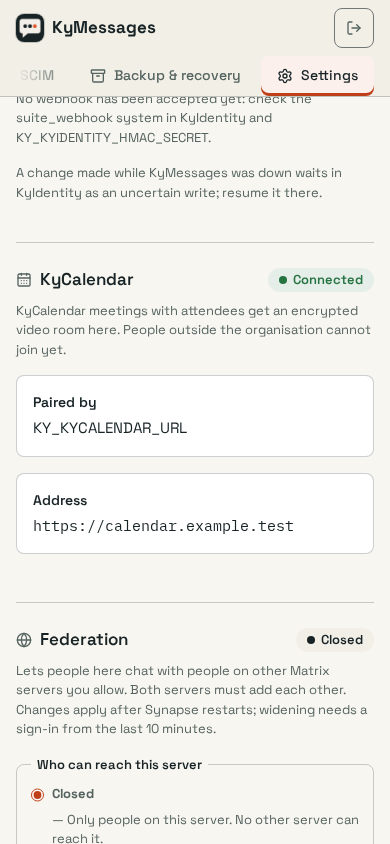 KyMessages
SCIM
Backup & recovery
Settings
No webhook has been accepted yet: check the
suite_webhook system in KyIdentity and
KY_KYIDENTITY_HMAC_SECRET.
A change made while KyMessages was down waits in
KyIdentity as an uncertain write; resume it there.
KyCalendar
Connected
KyCalendar meetings with attendees get an encrypted
video room here. People outside the organisation cannot
join yet.
Paired by
KY_KYCALENDAR_URL
Address
https://calendar.example.test
Federation
Closed
Lets people here chat with people on other Matrix
servers you allow. Both servers must add each other.
Changes apply after Synapse restarts; widening needs a
sign-in from the last 10 minutes.
Who can reach this server
Closed
— Only people on this server. No other server can
reach it.